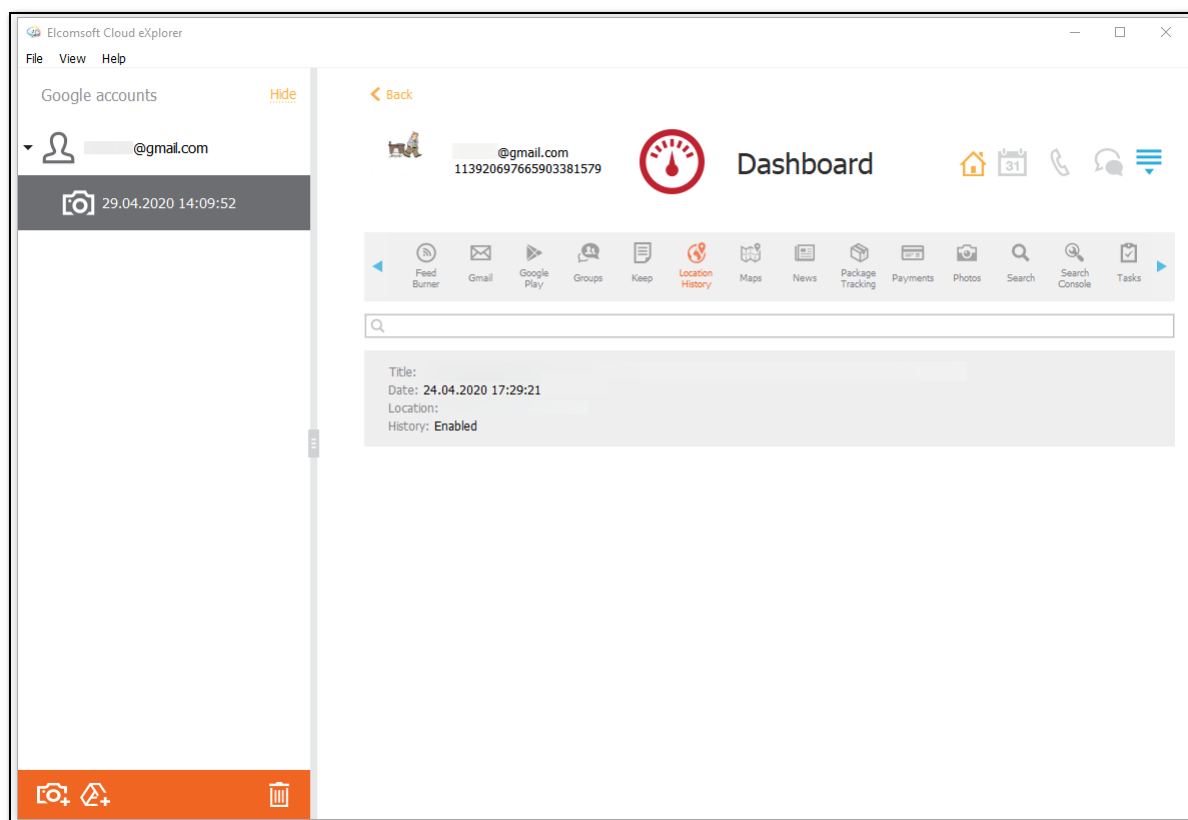 Elcomsoft Cloud eXplorer
File View Help
Google accounts Hide
@gmail.com
29.04.2020 14:09:52
Back
@gmail.com
113920697665903381579
Dashboard
31
Feed Burner
Gmail
Google Play
Groups
Keep
Location History
Maps
News
Package Tracking
Payments
Photos
Search
Search Console
Tasks
Title:
Date: 24.04.2020 17:29:21
Location:
History: Enabled